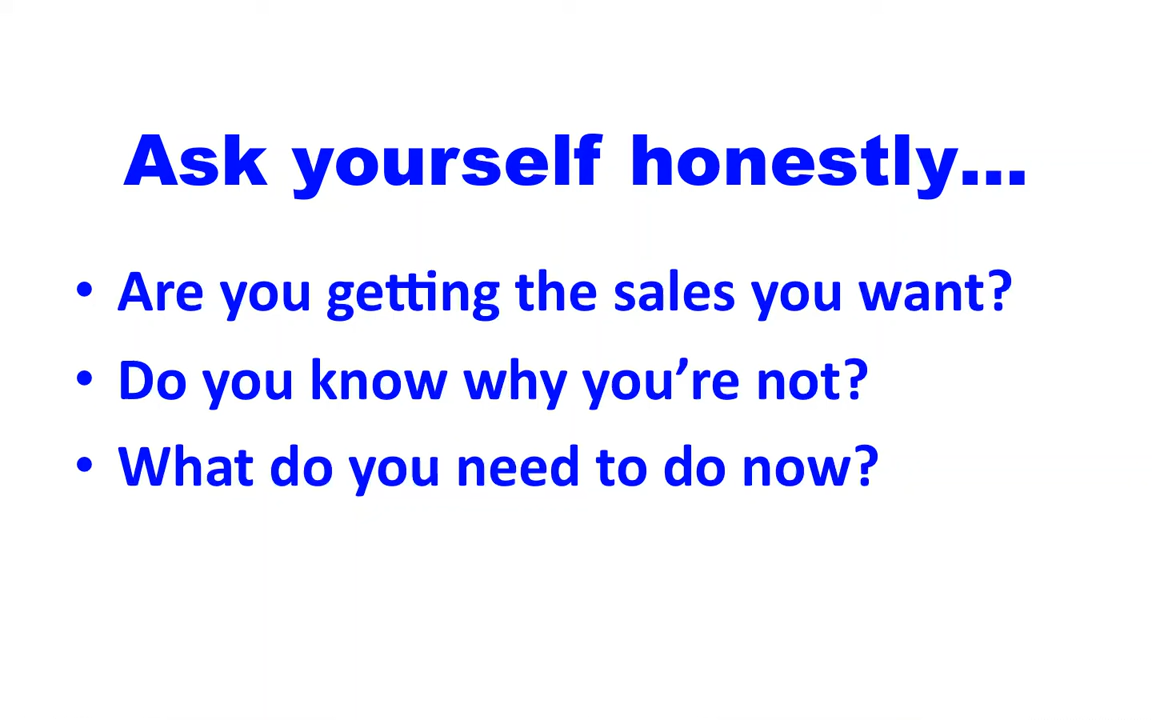 Ask yourself honestly...
• Are you getting the sales you want?
• Do you know why you’re not?
• What do you need to do now?